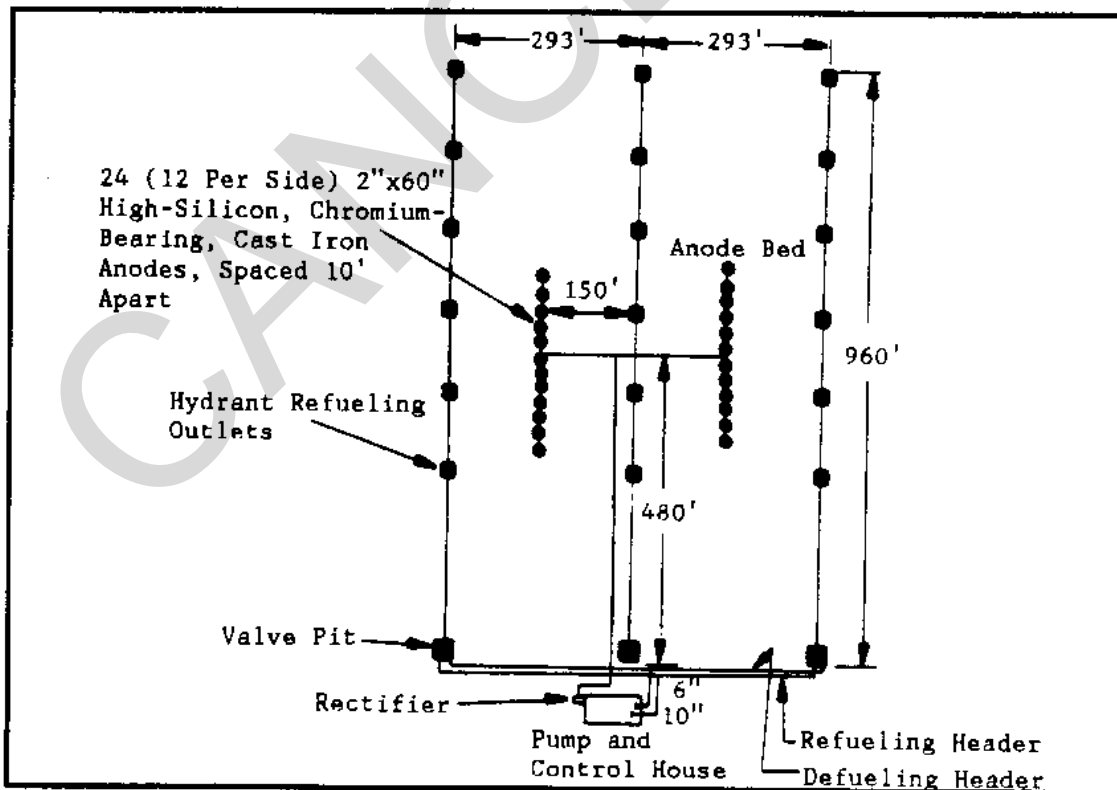 293' 293'
24 (12 Per Side) 2"x60"
High-Silicon, Chromium-
Bearing, Cast Iron
Anodes, Spaced 10'
Apart
Anode Bed
150'
960'
Hydrant Refueling
Outlets
480'
Valve Pit
Rectifier
6"
10"
Pump and
Control House
Refueling Header
Defueling Header
CANC